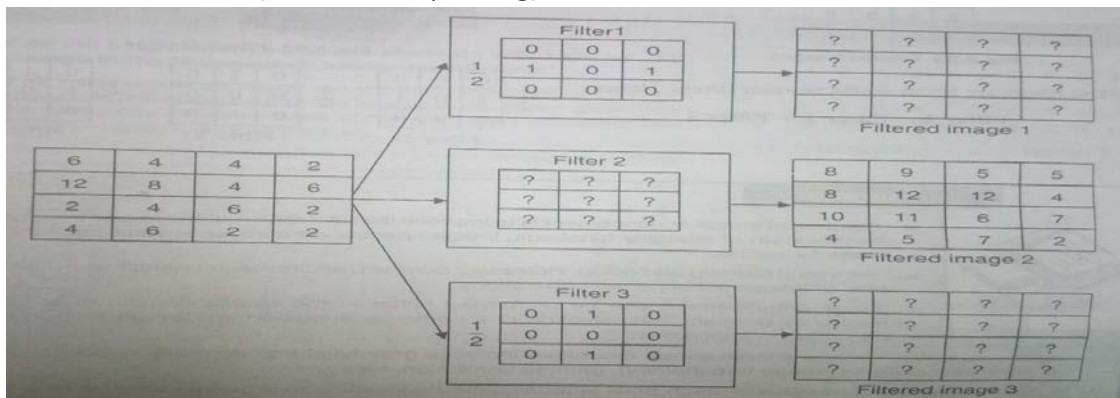 Filter1
1/2
0 0 0
1 0 1
0 0 0
? ? ? ?
? ? ? ?
? ? ? ?
? ? ? ?
Filtered image 1
6 4 4 2
12 8 4 6
2 4 6 2
4 6 2 2
Filter 2
? ? ?
? ? ?
? ? ?
8 9 5 5
8 12 12 4
10 11 6 7
4 5 7 2
Filtered image 2
Filter 3
1/2
0 1 0
0 0 0
0 1 0
? ? ? ?
? ? ? ?
? ? ? ?
? ? ? ?
Filtered image 3